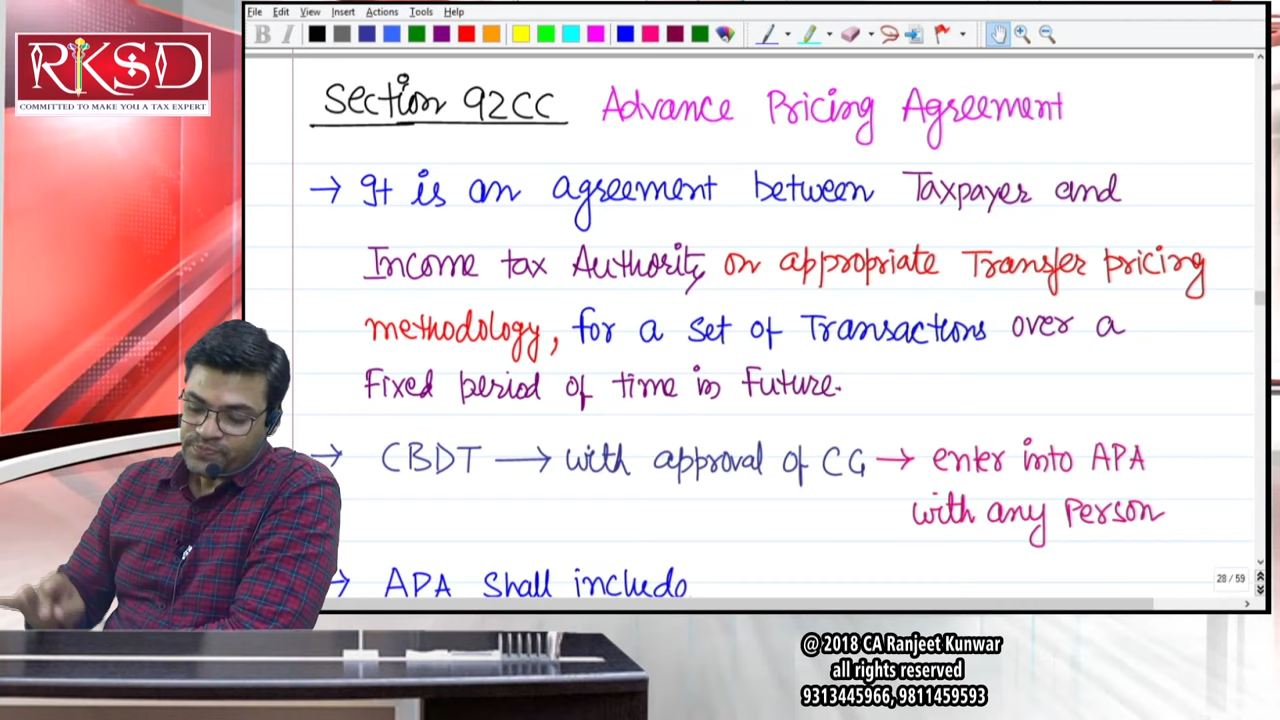 File Edit View Insert Actions Tools Help
B I
RKSD
COMMITTED TO MAKE YOU A TAX EXPERT
Section 92CC Advance Pricing Agreement
→ It is an agreement between Taxpayer and
Income tax Authority on appropriate Transfer pricing
methodology, for a set of Transactions over a
Fixed period of time in Future.
→ CBDT → with approval of CG → enter into APA
with any person
→ APA shall include
28 / 59
@ 2018 CA Ranjeet Kunwar
all rights reserved
9313445966, 9811459593